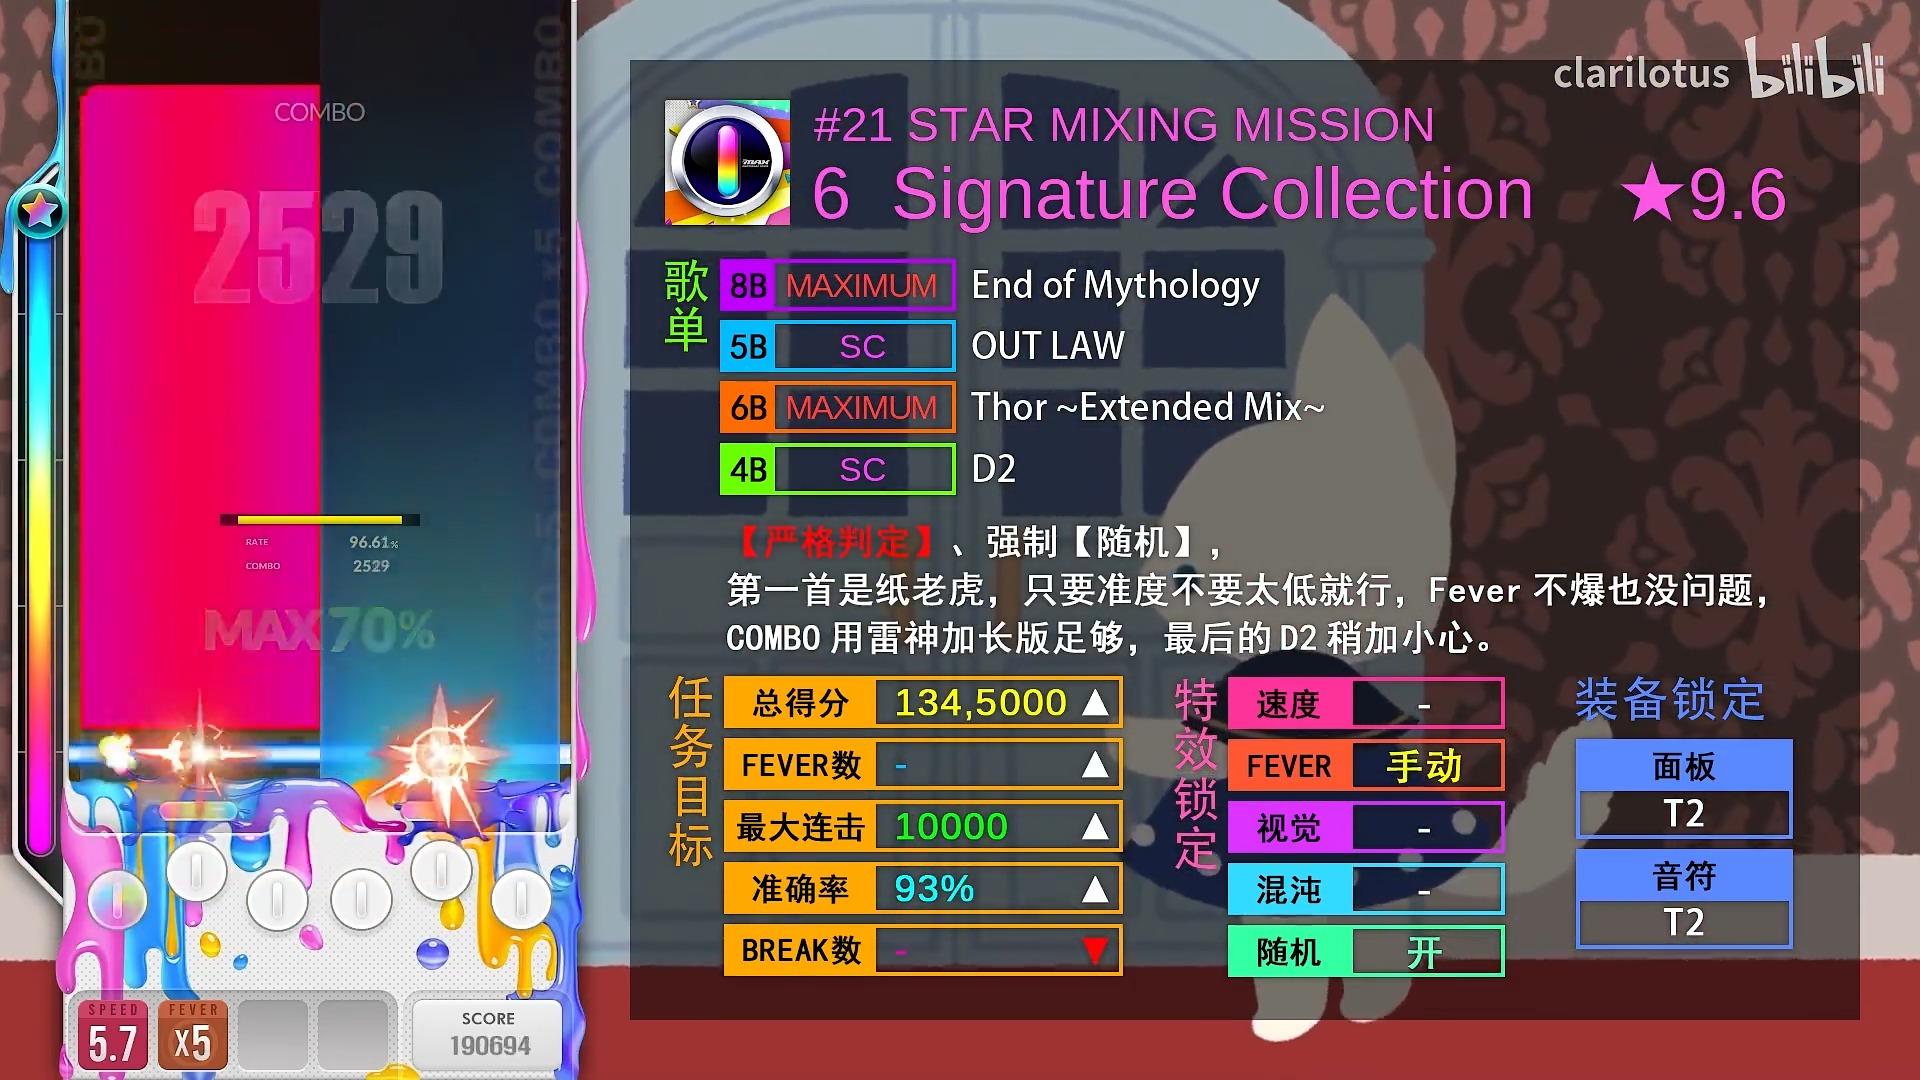 clarilotus bilibili
COMBO
2529
RATE 96.61%
COMBO 2529
MAX 70%
SPEED
5.7
FEVER
x5
SCORE
190694
#21 STAR MIXING MISSION
6 Signature Collection ★9.6
歌单
8B MAXIMUM End of Mythology
5B SC OUT LAW
6B MAXIMUM Thor ~Extended Mix~
4B SC D2
【严格判定】、强制【随机】,
第一首是纸老虎，只要准度不要太低就行，Fever 不爆也没问题，
COMBO 用雷神加长版足够，最后的 D2 稍加小心。
任务目标
总得分 134,5000 ▲
FEVER数 - ▲
最大连击 10000 ▲
准确率 93% ▲
BREAK数 - ▼
特效锁定
速度 -
FEVER 手动
视觉 -
混沌 -
随机 开
装备锁定
面板
T2
音符
T2